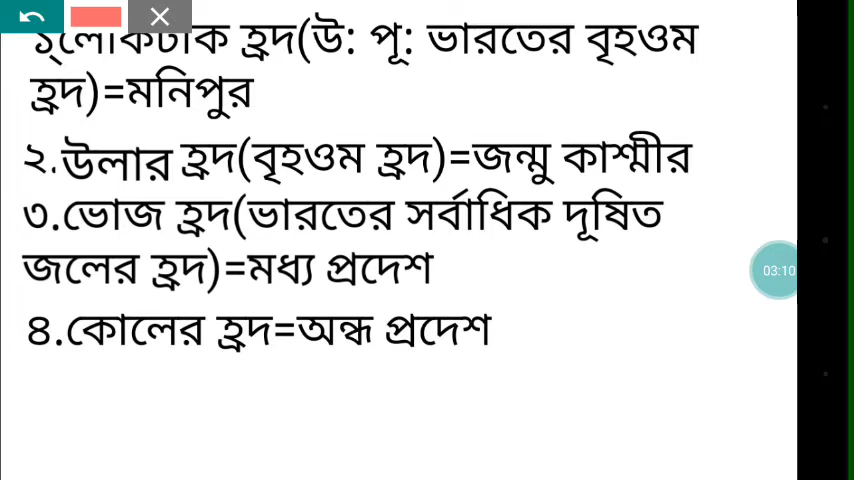 ১)লোকটাক হ্রদ(উ: পূ: ভারতের বৃহওম
হ্রদ)=মনিপুর
২.উলার হ্রদ(বৃহওম হ্রদ)=জন্মু কাশ্মীর
৩.ভোজ হ্রদ(ভারতের সর্বাধিক দূষিত
জলের হ্রদ)=মধ্য প্রদেশ
৪.কোলের হ্রদ=অন্ধ প্রদেশ
03:10